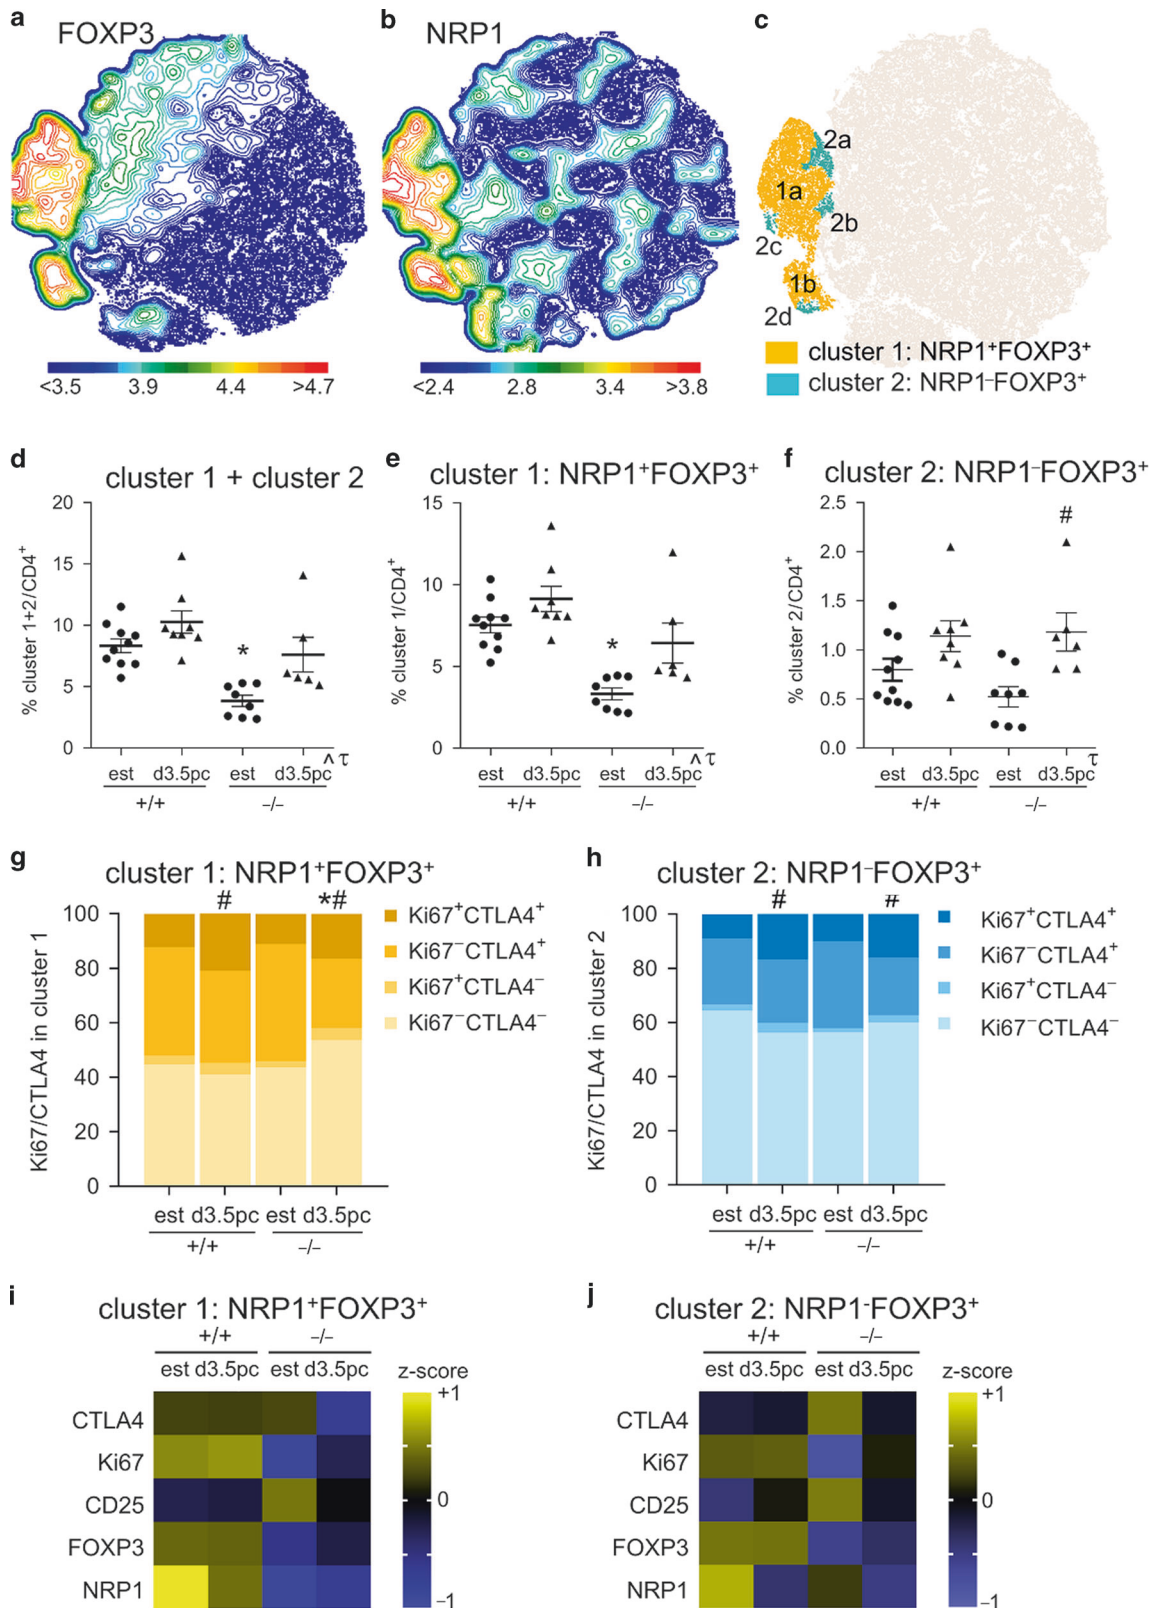 a FOXP3
b NRP1
c
2a
1a
2b
2c
1b
2d
<3.5 3.9 4.4 >4.7
<2.4 2.8 3.4 >3.8
cluster 1: NRP1⁺FOXP3⁺
cluster 2: NRP1⁻FOXP3⁺
d cluster 1 + cluster 2
% cluster 1+2/CD4⁺
20
15
10
5
0
*
est d3.5pc est d3.5pc ^ τ
+/+ −/−
e cluster 1: NRP1⁺FOXP3⁺
% cluster 1/CD4⁺
15
10
5
0
*
est d3.5pc est d3.5pc ^ τ
+/+ −/−
f cluster 2: NRP1⁻FOXP3⁺
% cluster 2/CD4⁺
2.5
2.0
1.5
1.0
0.5
0.0
#
est d3.5pc est d3.5pc τ
+/+ −/−
g cluster 1: NRP1⁺FOXP3⁺
Ki67/CTLA4 in cluster 1
100
80
60
40
20
0
# *#
Ki67⁺CTLA4⁺
Ki67⁻CTLA4⁺
Ki67⁺CTLA4⁻
Ki67⁻CTLA4⁻
est d3.5pc est d3.5pc
+/+ −/−
h cluster 2: NRP1⁻FOXP3⁺
Ki67/CTLA4 in cluster 2
100
80
60
40
20
0
# #
Ki67⁺CTLA4⁺
Ki67⁻CTLA4⁺
Ki67⁺CTLA4⁻
Ki67⁻CTLA4⁻
est d3.5pc est d3.5pc
+/+ −/−
i cluster 1: NRP1⁺FOXP3⁺
+/+ −/−
est d3.5pc est d3.5pc z-score
CTLA4
Ki67
CD25
FOXP3
NRP1
+1
0
−1
j cluster 2: NRP1⁻FOXP3⁺
+/+ −/−
est d3.5pc est d3.5pc z-score
CTLA4
Ki67
CD25
FOXP3
NRP1
+1
0
−1